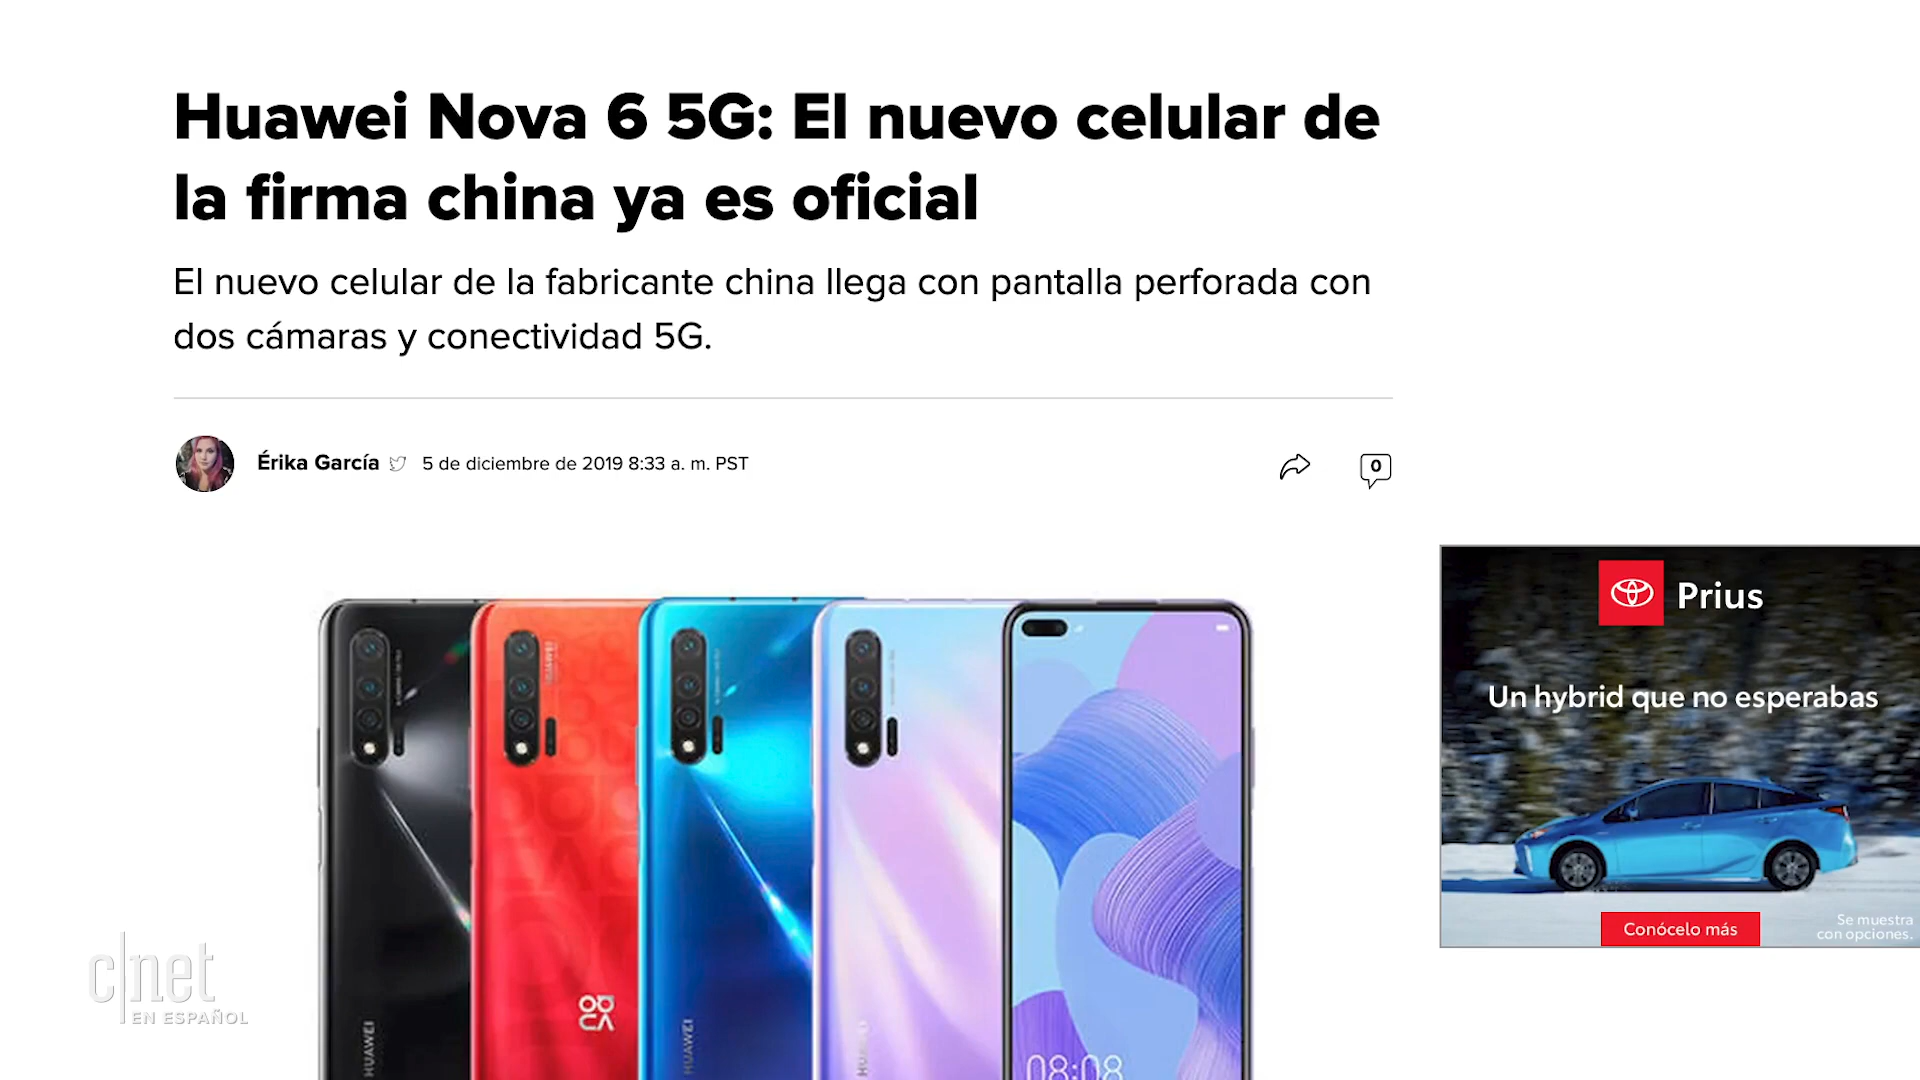 Huawei Nova 6 5G: El nuevo celular de
la firma china ya es oficial
El nuevo celular de la fabricante china llega con pantalla perforada con
dos cámaras y conectividad 5G.
Érika García 5 de diciembre de 2019 8:33 a. m. PST
0
Prius
Un hybrid que no esperabas
Conócelo más
Se muestra
con opciones.
HUAWEI
NOVA
HUAWEI
HUAWEI
08:08
c|net
EN ESPAÑOL